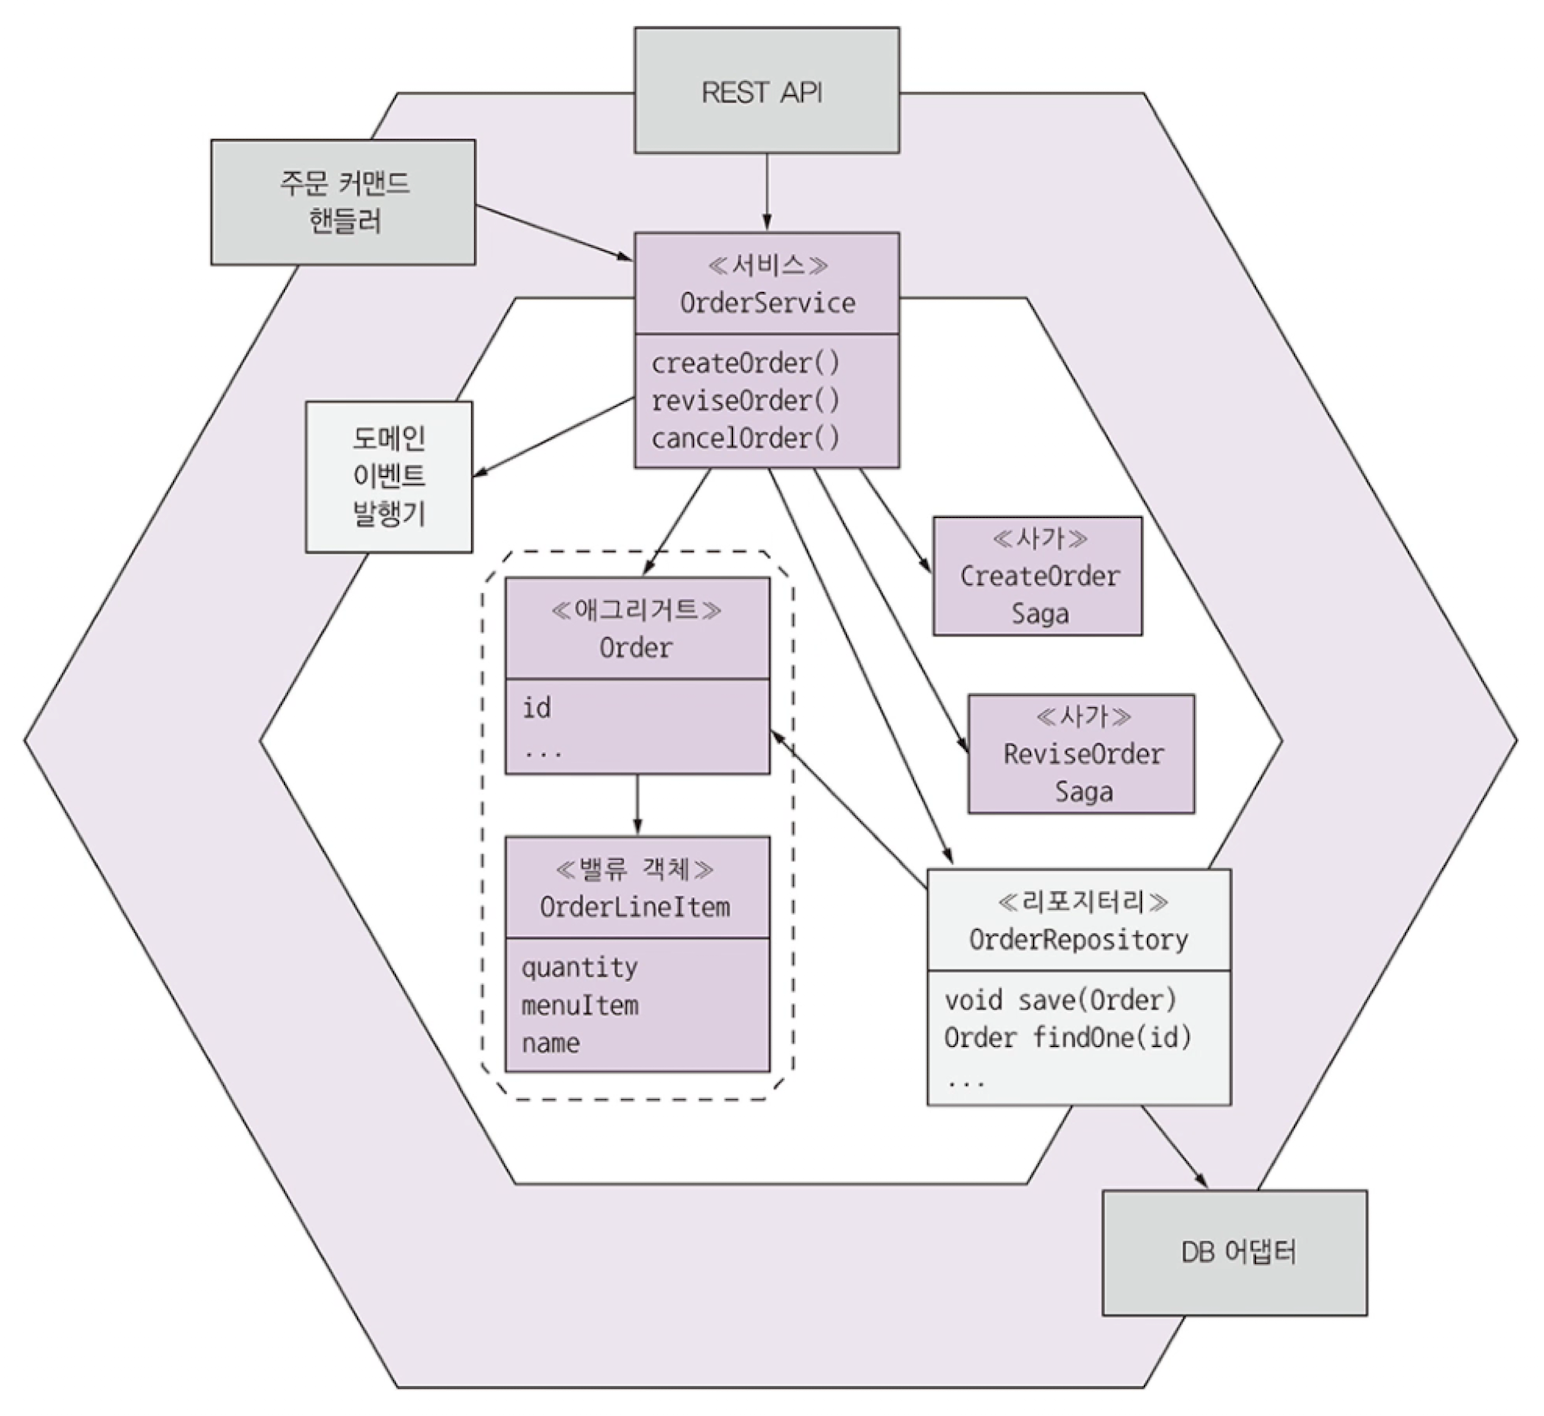 REST API
주문 커맨드
핸들러
≪서비스≫
OrderService
createOrder()
reviseOrder()
cancelOrder()
도메인
이벤트
발행기
≪사가≫
CreateOrder
Saga
≪애그리거트≫
Order
id
...
≪사가≫
ReviseOrder
Saga
≪밸류 객체≫
OrderLineItem
quantity
menuItem
name
≪리포지터리≫
OrderRepository
void save(Order)
Order findOne(id)
...
DB 어댑터